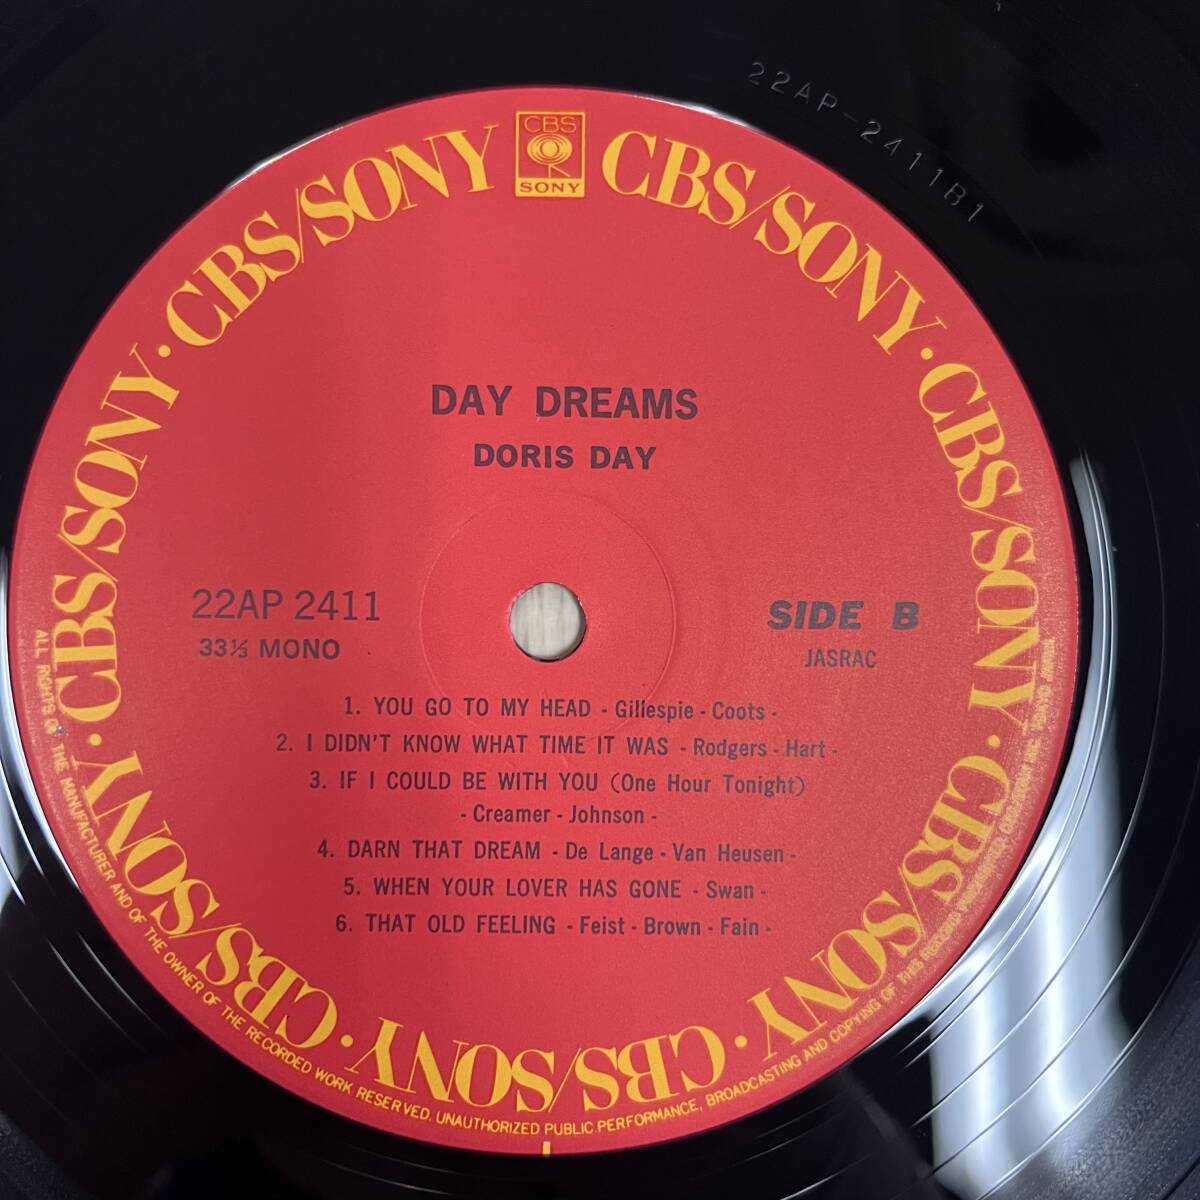 22AP-2411B1
CBS
SONY
CBS/SONY · CBS/SONY · CBS/SONY · CBS/SONY · CBS/SONY · CBS/SONY · CBS/SONY · CBS/SONY
DAY DREAMS
DORIS DAY
22AP 2411
33⅓ MONO
SIDE B
JASRAC
1. YOU GO TO MY HEAD - Gillespie - Coots -
2. I DIDN'T KNOW WHAT TIME IT WAS - Rodgers - Hart -
3. IF I COULD BE WITH YOU (One Hour Tonight)
- Creamer - Johnson -
4. DARN THAT DREAM - De Lange - Van Heusen -
5. WHEN YOUR LOVER HAS GONE - Swan -
6. THAT OLD FEELING - Feist - Brown - Fain -
ALL RIGHTS OF THE MANUFACTURER AND OF THE OWNER OF THE RECORDED WORK RESERVED. UNAUTHORIZED PUBLIC PERFORMANCE, BROADCASTING AND COPYING OF THIS RECORD PROHIBITED.